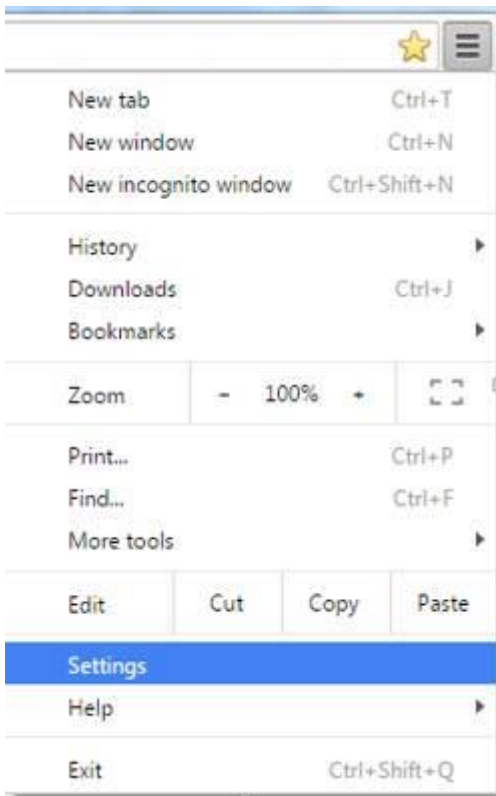 New tab Ctrl+T
New window Ctrl+N
New incognito window Ctrl+Shift+N
History
Downloads Ctrl+J
Bookmarks
Zoom - 100% +
Print... Ctrl+P
Find... Ctrl+F
More tools
Edit Cut Copy Paste
Settings
Help
Exit Ctrl+Shift+Q